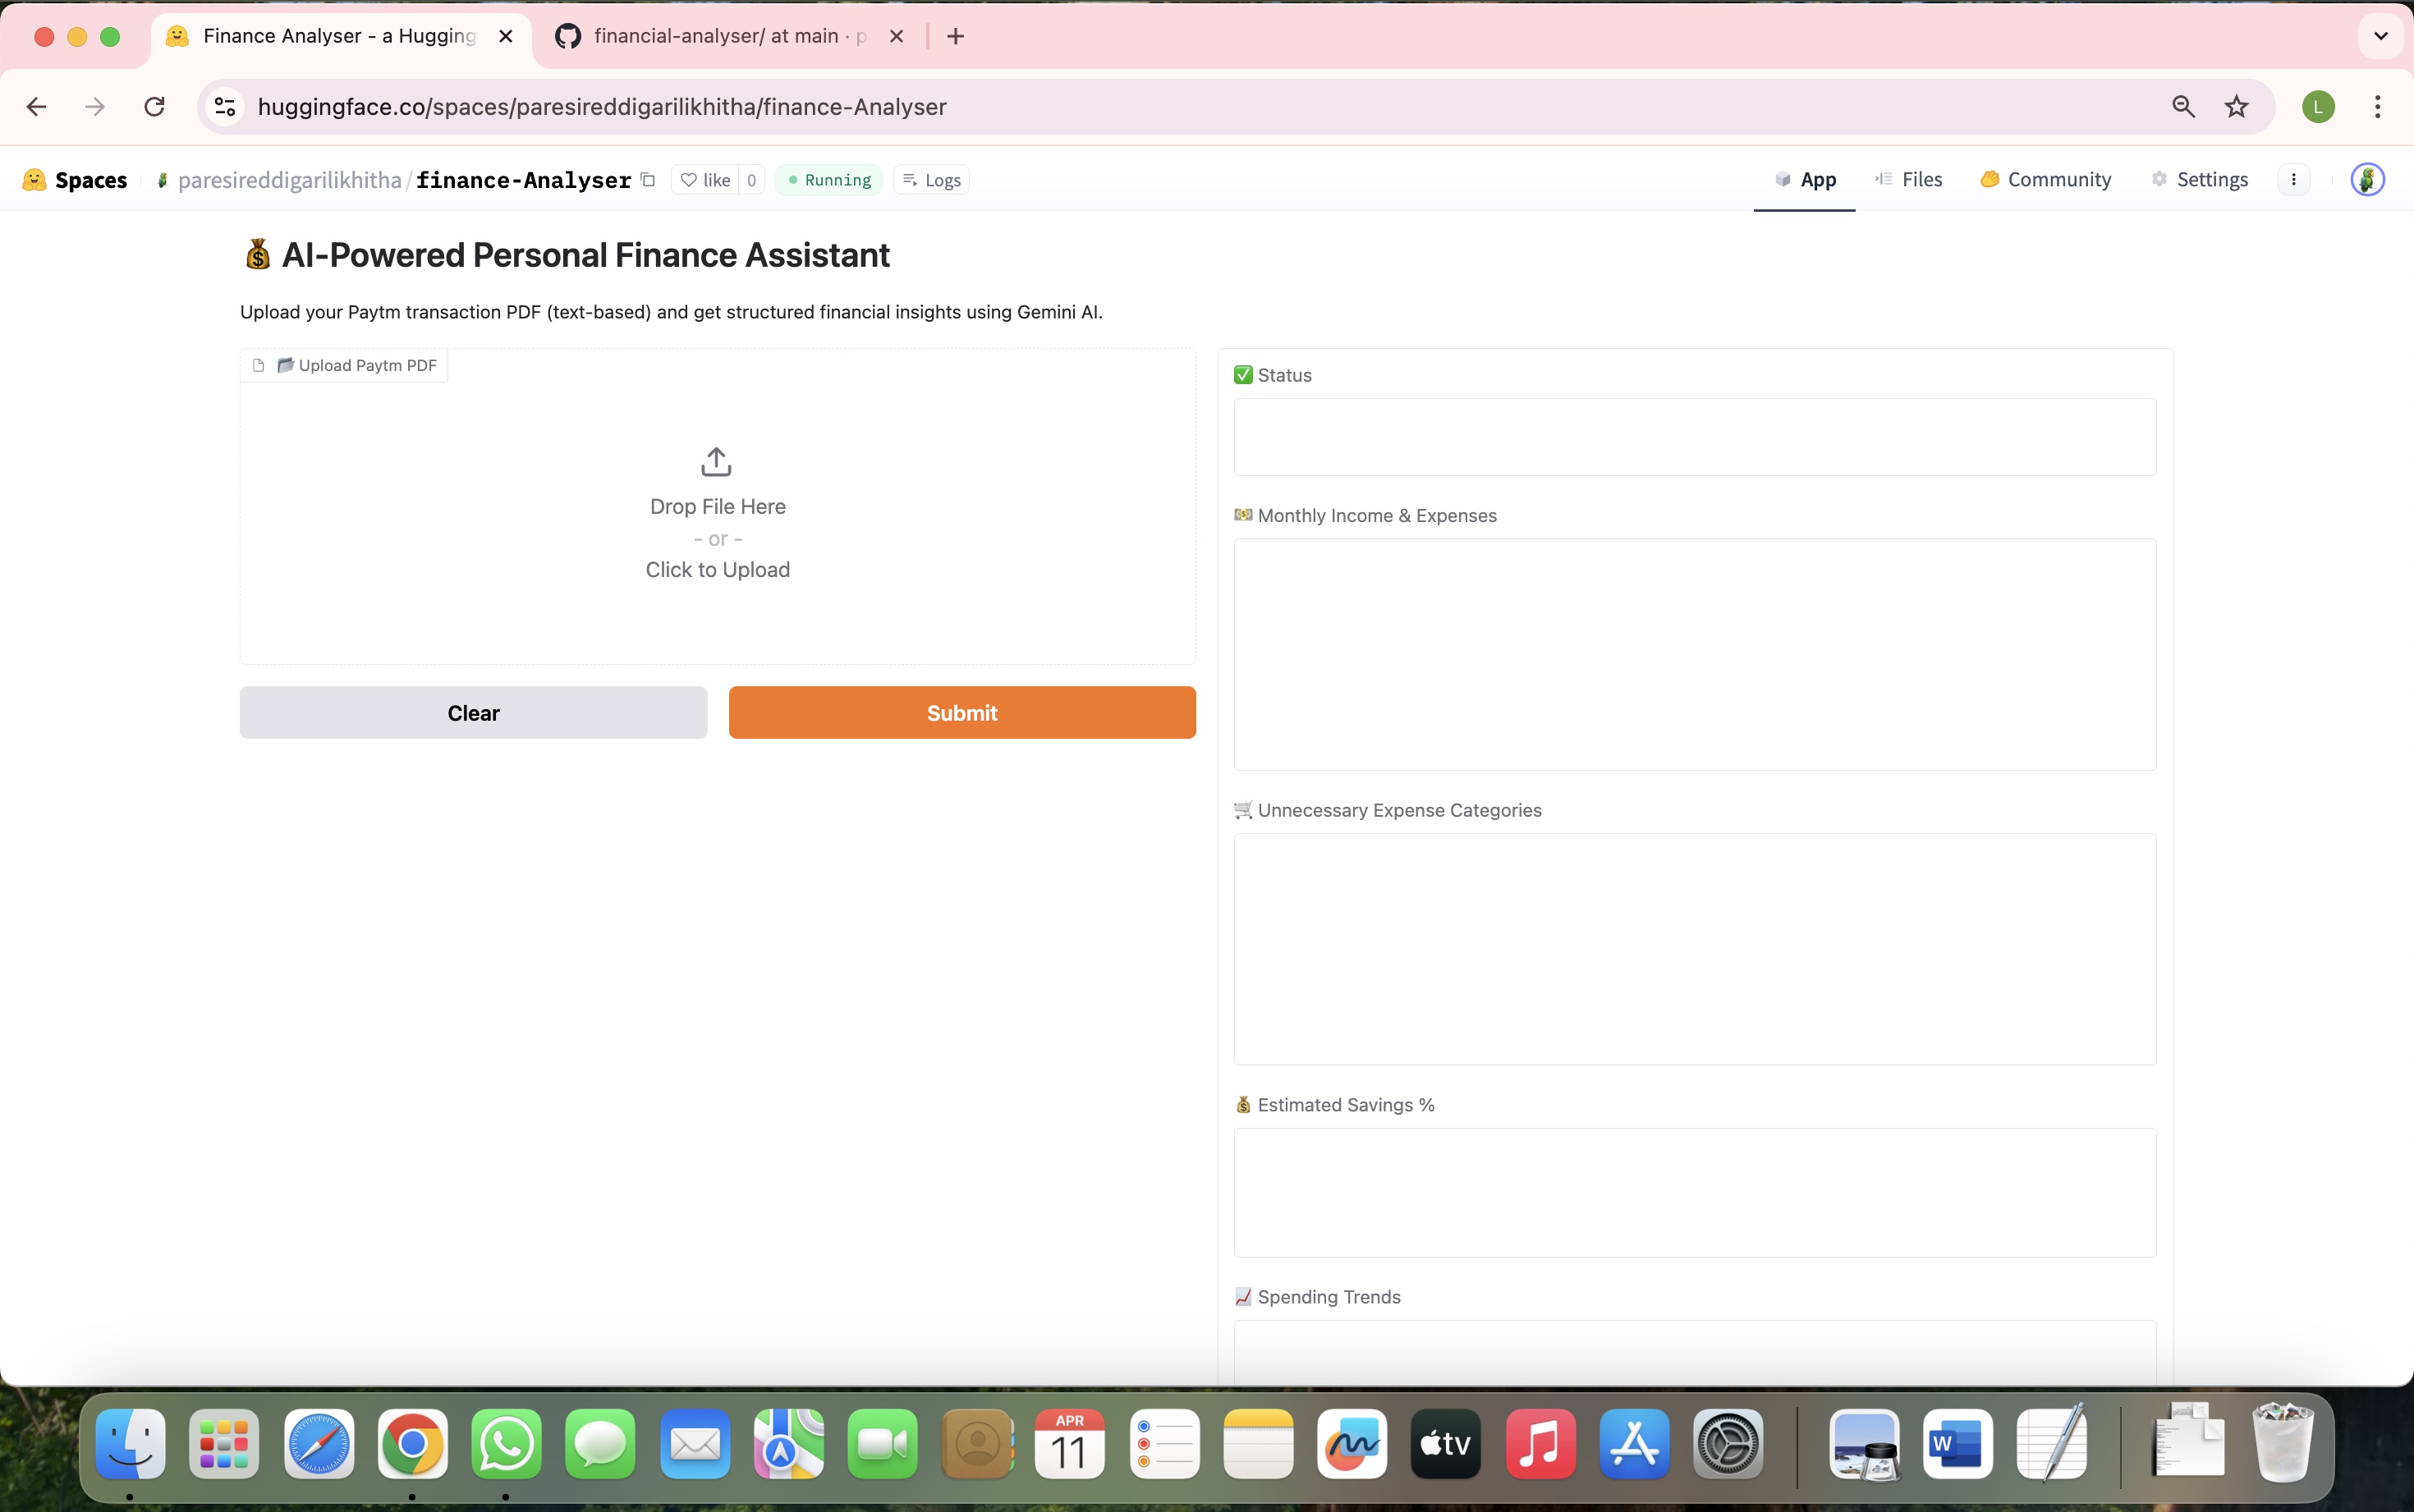 Finance Analyser - a Hugging
financial-analyser/ at main · p
huggingface.co/spaces/paresireddigarilikhitha/finance-Analyser
L
Spaces
paresireddigarilikhitha/finance-Analyser
like 0
Running
Logs
App
Files
Community
Settings
AI-Powered Personal Finance Assistant
Upload your Paytm transaction PDF (text-based) and get structured financial insights using Gemini AI.
Upload Paytm PDF
Drop File Here
- or -
Click to Upload
Clear
Submit
Status
Monthly Income & Expenses
Unnecessary Expense Categories
Estimated Savings %
Spending Trends
APR
11
tv
W